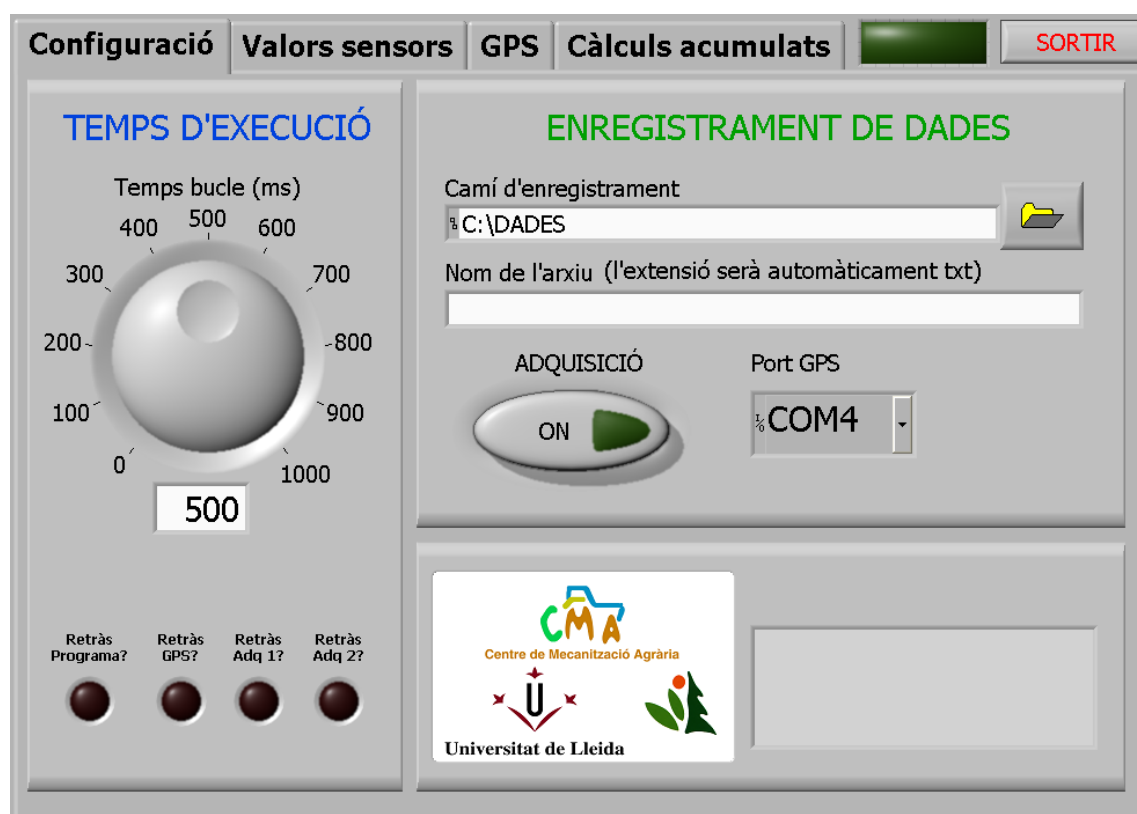 Configuració
Valors sensors
GPS
Càlculs acumulats
SORTIR
TEMPS D'EXECUCIÓ
Temps bucle (ms)
0
100
200
300
400
500
600
700
800
900
1000
500
Retràs
Programa?
Retràs
GPS?
Retràs
Adq 1?
Retràs
Adq 2?
ENREGISTRAMENT DE DADES
Camí d'enregistrament
C:\DADES
Nom de l'arxiu (l'extensió serà automàticament txt)
ADQUISICIÓ
ON
Port GPS
COM4
CMA
Centre de Mecanització Agrària
U
Universitat de Lleida